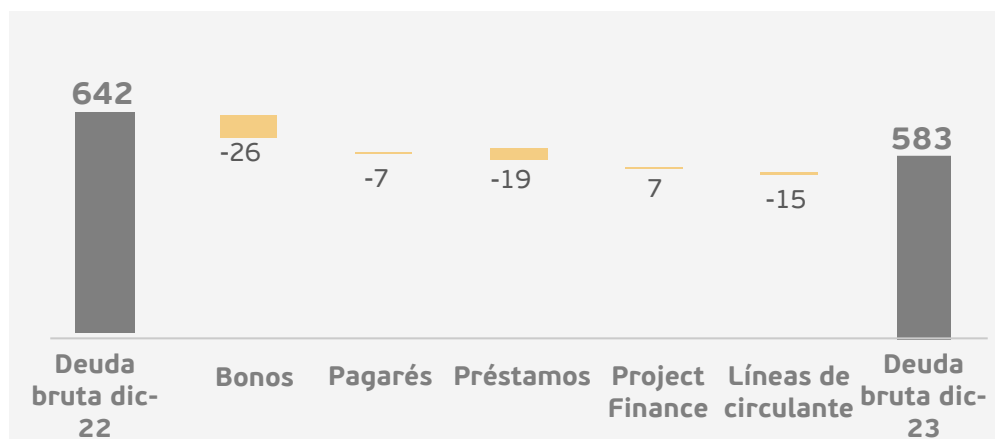 642
583
-26
-7
-19
7
-15
Deuda
bruta dic-
22
Bonos
Pagarés
Préstamos
Project
Finance
Líneas de
circulante
Deuda
bruta dic-
23